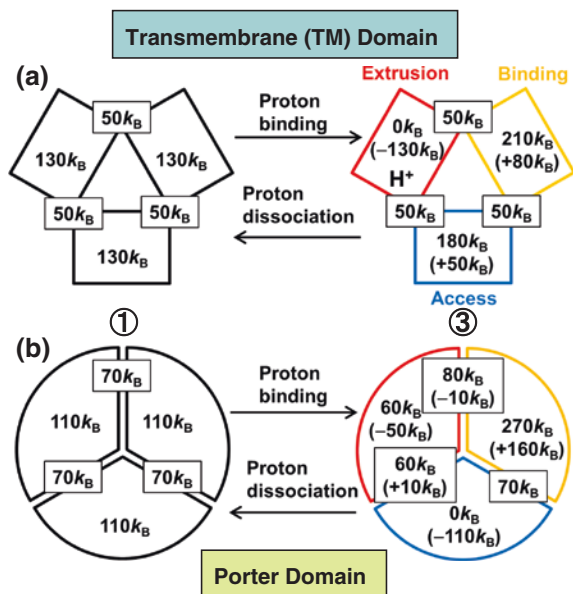 Transmembrane (TM) Domain
(a)
50kB
130kB
130kB
50kB
50kB
130kB
Proton
binding
Proton
dissociation
Extrusion
Binding
50kB
0kB
(−130kB)
H+
210kB
(+80kB)
50kB
50kB
180kB
(+50kB)
Access
①
③
(b)
70kB
110kB
110kB
70kB
70kB
110kB
Proton
binding
Proton
dissociation
80kB
(−10kB)
60kB
(−50kB)
270kB
(+160kB)
60kB
(+10kB)
70kB
0kB
(−110kB)
Porter Domain